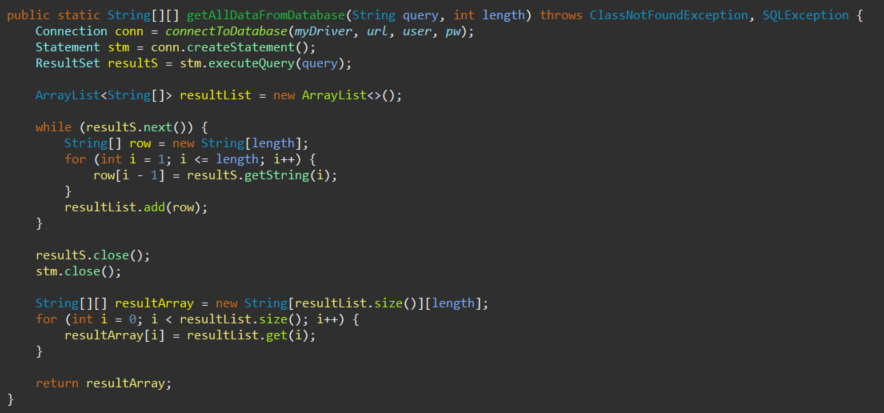 public static String[][] getAllDataFromDatabase(String query, int length) throws ClassNotFoundException, SQLException {
    Connection conn = connectToDatabase(myDriver, url, user, pw);
    Statement stm = conn.createStatement();
    ResultSet resultS = stm.executeQuery(query);

    ArrayList<String[]> resultList = new ArrayList<>();

    while (resultS.next()) {
        String[] row = new String[length];
        for (int i = 1; i <= length; i++) {
            row[i - 1] = resultS.getString(i);
        }
        resultList.add(row);
    }

    resultS.close();
    stm.close();

    String[][] resultArray = new String[resultList.size()][length];
    for (int i = 0; i < resultList.size(); i++) {
        resultArray[i] = resultList.get(i);
    }

    return resultArray;
}